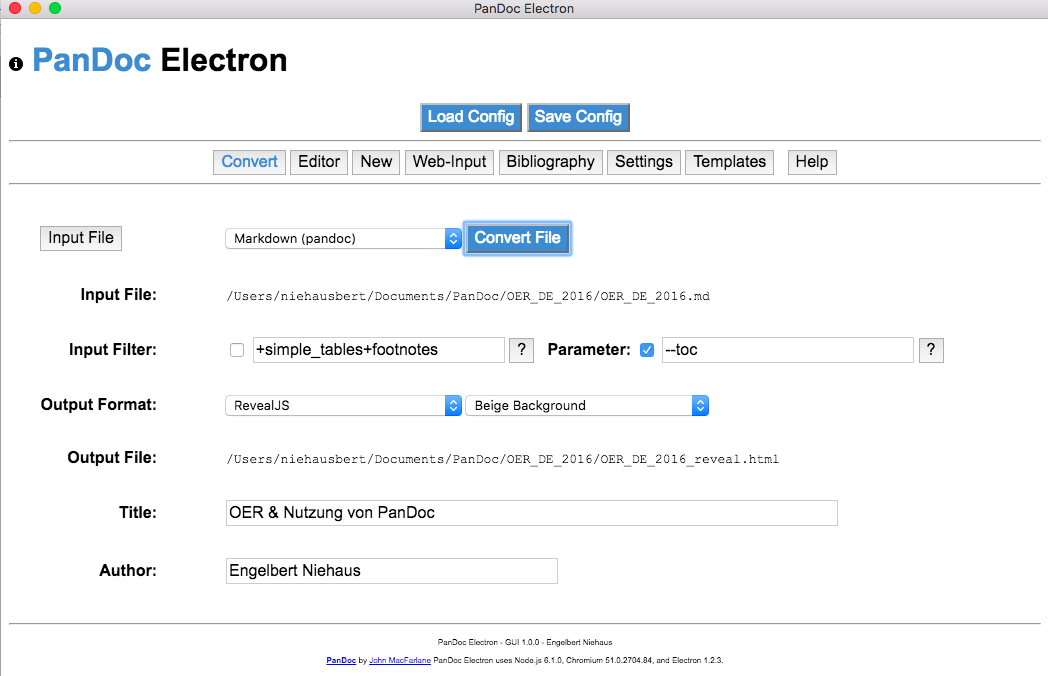 PanDoc Electron
PanDoc Electron
Load Config Save Config
Convert Editor New Web-Input Bibliography Settings Templates Help
Input File Markdown (pandoc) Convert File
Input File: /Users/niehausbert/Documents/PanDoc/OER_DE_2016/OER_DE_2016.md
Input Filter: +simple_tables+footnotes ? Parameter: --toc ?
Output Format: RevealJS Beige Background
Output File: /Users/niehausbert/Documents/PanDoc/OER_DE_2016/OER_DE_2016_reveal.html
Title: OER & Nutzung von PanDoc
Author: Engelbert Niehaus
PanDoc Electron - GUI 1.0.0 - Engelbert Niehaus
PanDoc by John MacFarlane PanDoc Electron uses Node.js 6.1.0, Chromium 51.0.2704.84, and Electron 1.2.3.